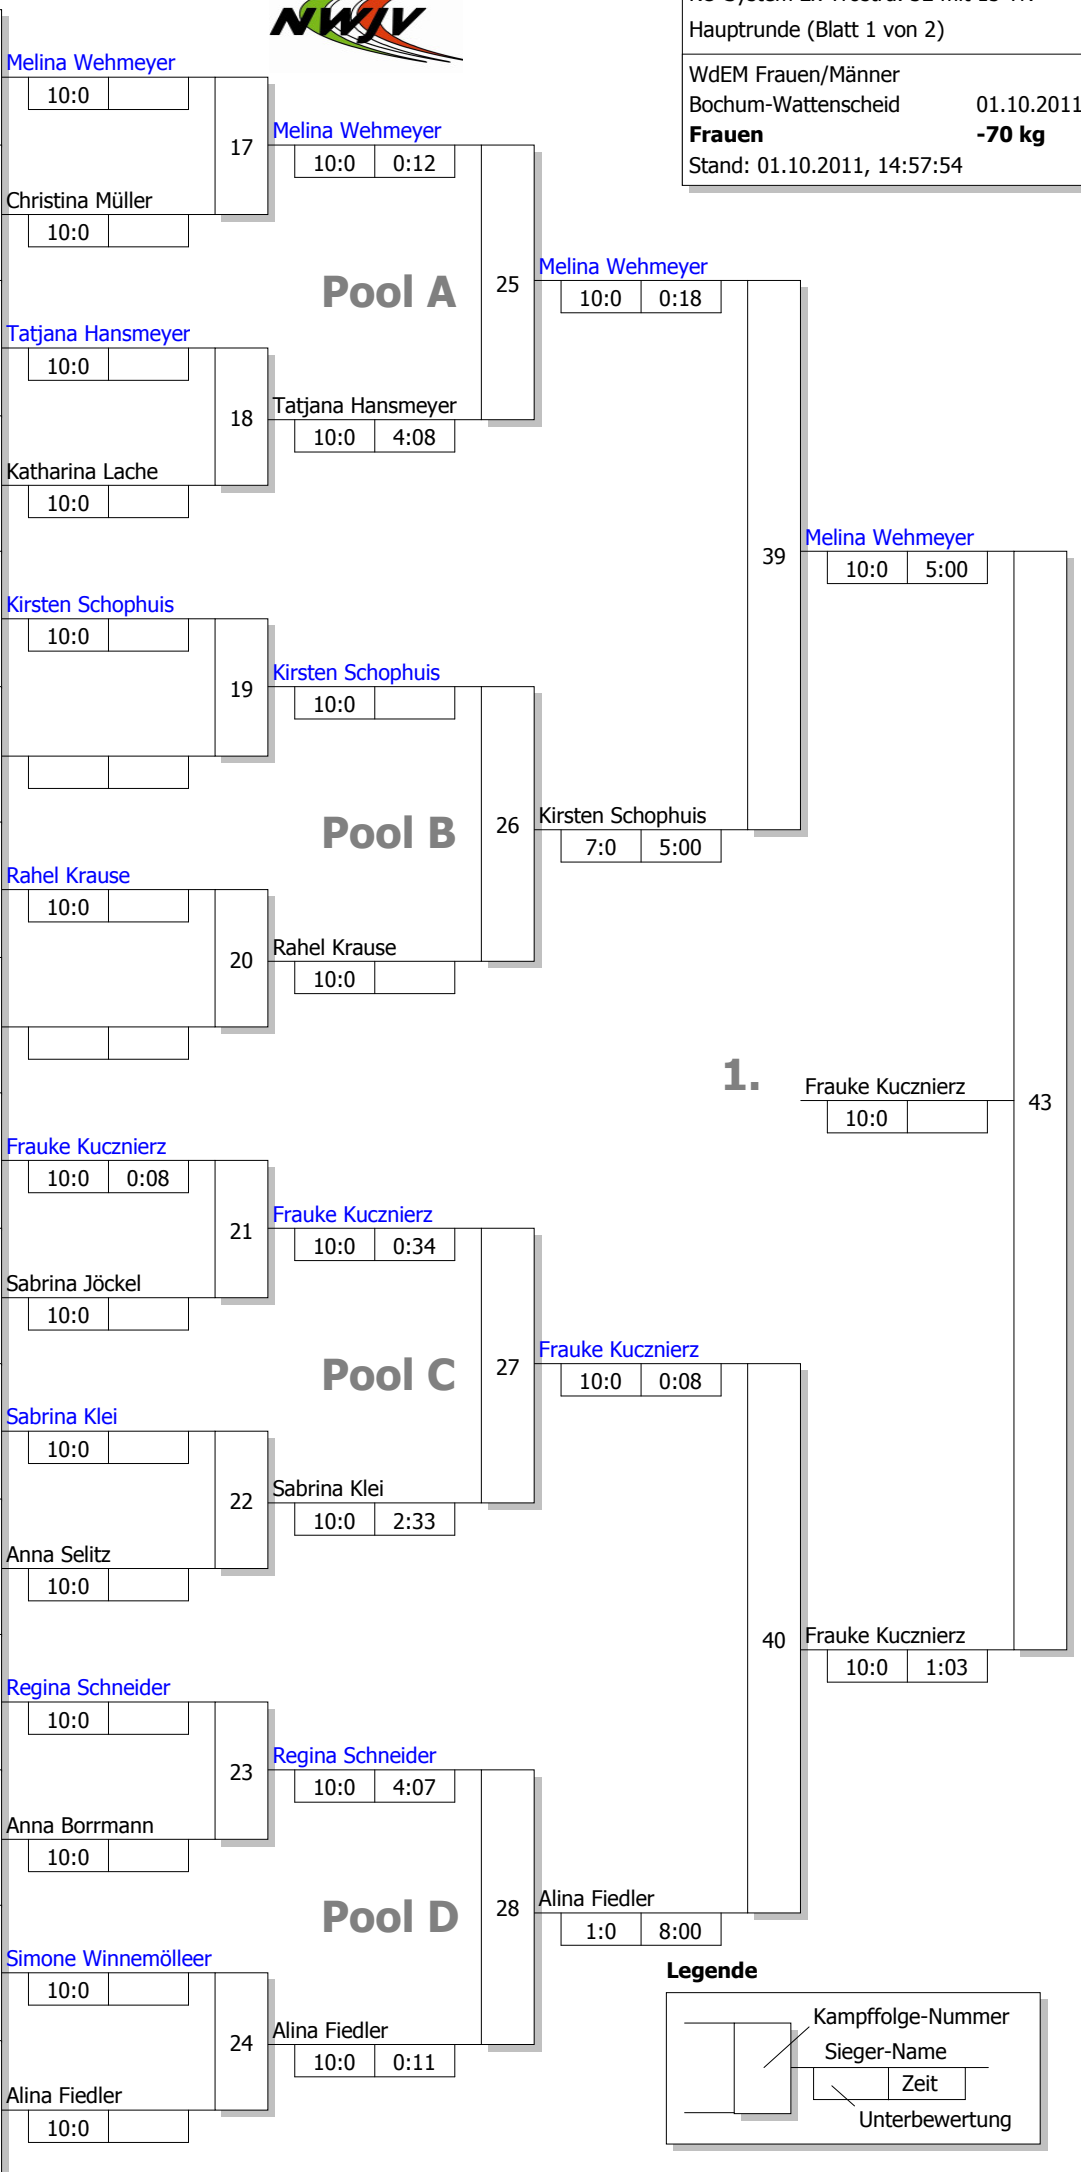 NWJV
Hauptrunde (Blatt 1 von 2)
WdEM Frauen/Männer
Bochum-Wattenscheid 01.10.2011
Frauen -70 kg
Stand: 01.10.2011, 14:57:54
Melina Wehmeyer
10:0
17
Melina Wehmeyer
10:0 0:12
Christina Müller
10:0
Pool A
25
Melina Wehmeyer
10:0 0:18
Tatjana Hansmeyer
10:0
18
Tatjana Hansmeyer
10:0 4:08
Katharina Lache
10:0
39
Melina Wehmeyer
10:0 5:00
Kirsten Schophuis
10:0
19
Kirsten Schophuis
10:0
Pool B
26
Kirsten Schophuis
7:0 5:00
Rahel Krause
10:0
20
Rahel Krause
10:0
1.
Frauke Kucznierz
10:0
43
Frauke Kucznierz
10:0 0:08
21
Frauke Kucznierz
10:0 0:34
Sabrina Jöckel
10:0
Pool C
27
Frauke Kucznierz
10:0 0:08
Sabrina Klei
10:0
22
Sabrina Klei
10:0 2:33
Anna Selitz
10:0
40
Frauke Kucznierz
10:0 1:03
Regina Schneider
10:0
23
Regina Schneider
10:0 4:07
Anna Borrmann
10:0
Pool D
28
Alina Fiedler
1:0 8:00
Simone Winnemölleer
10:0
24
Alina Fiedler
10:0 0:11
Alina Fiedler
10:0
Legende
Kampffolge-Nummer
Sieger-Name
Zeit
Unterbewertung